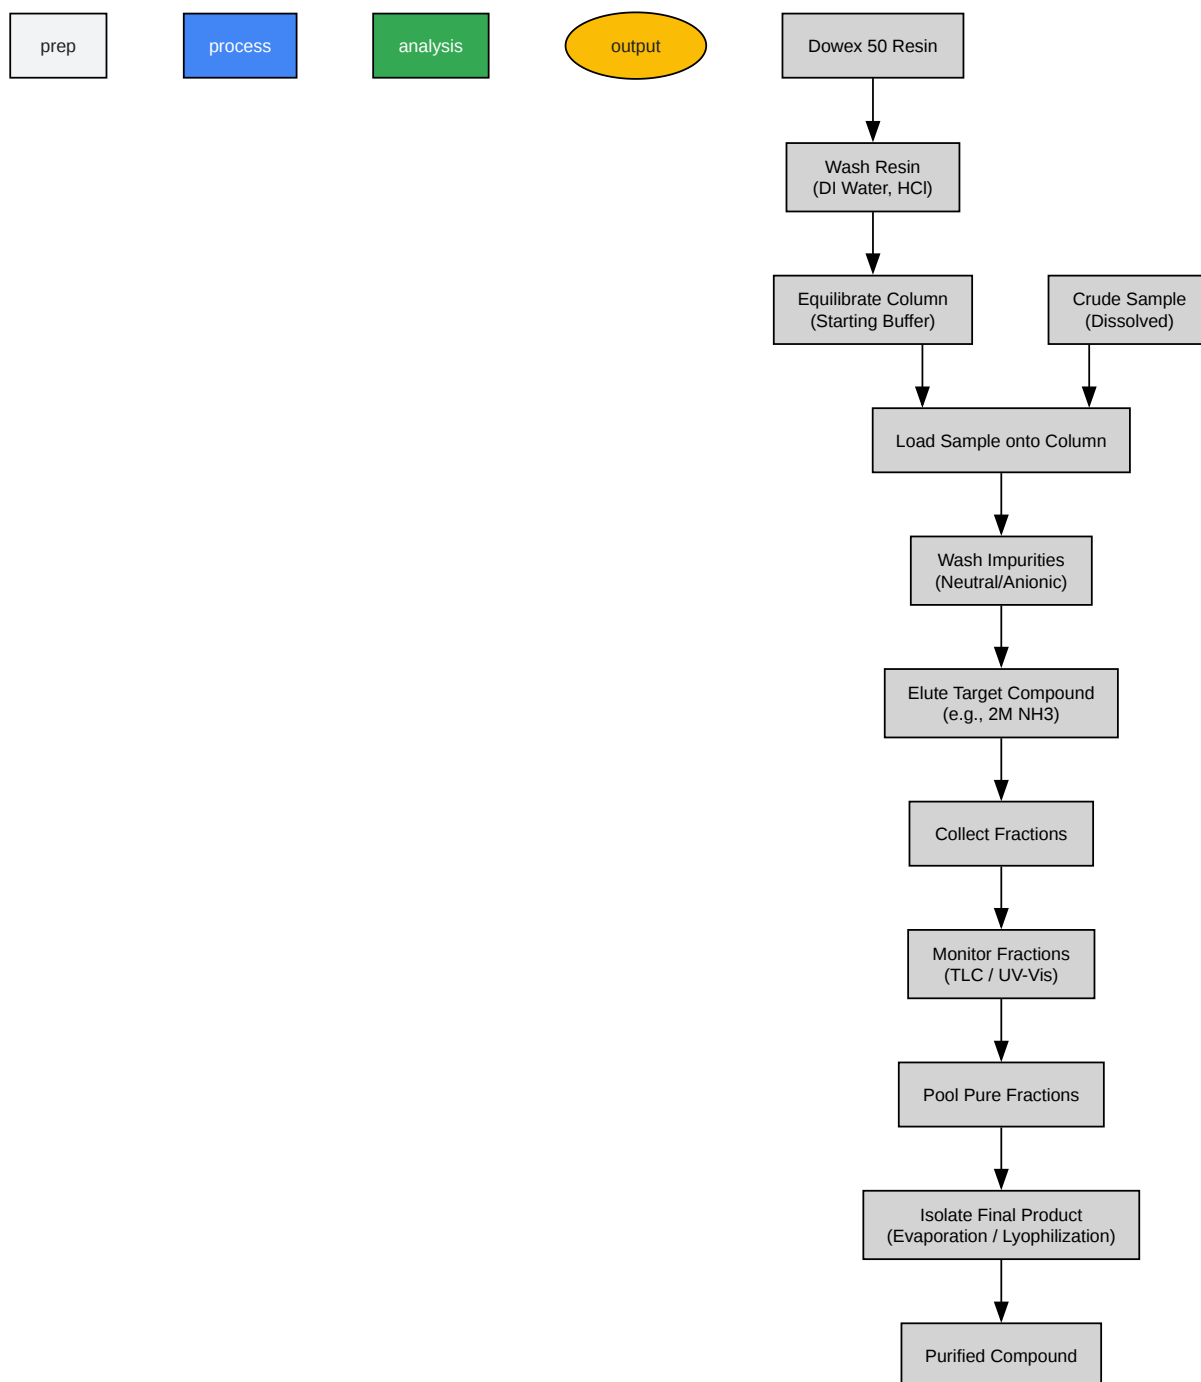 prep
process
analysis
output
Dowex 50 Resin
Wash Resin
(DI Water, HCl)
Equilibrate Column
(Starting Buffer)
Crude Sample
(Dissolved)
Load Sample onto Column
Wash Impurities
(Neutral/Anionic)
Elute Target Compound
(e.g., 2M NH3)
Collect Fractions
Monitor Fractions
(TLC / UV-Vis)
Pool Pure Fractions
Isolate Final Product
(Evaporation / Lyophilization)
Purified Compound